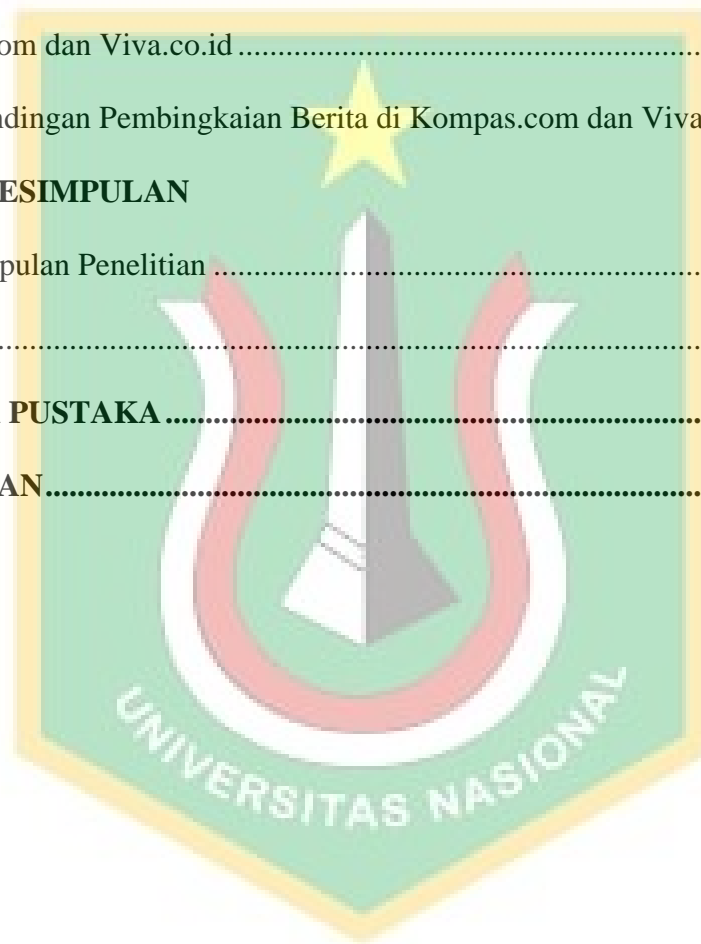 om dan Viva.co.id ........................................................
ndingan Pembingkaian Berita di Kompas.com dan Viva
ESIMPULAN
pulan Penelitian ........................................................
........................................................................
PUSTAKA ........................................................
AN ........................................................................
UNIVERSITAS NASIONAL